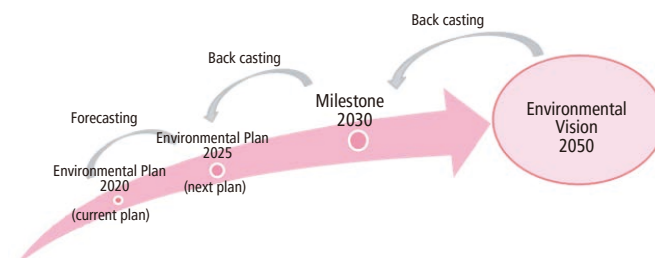 Back casting
Back casting
Forecasting
Milestone
2030
Environmental
Vision
2050
Environmental Plan
2025
(next plan)
Environmental Plan
2020
(current plan)